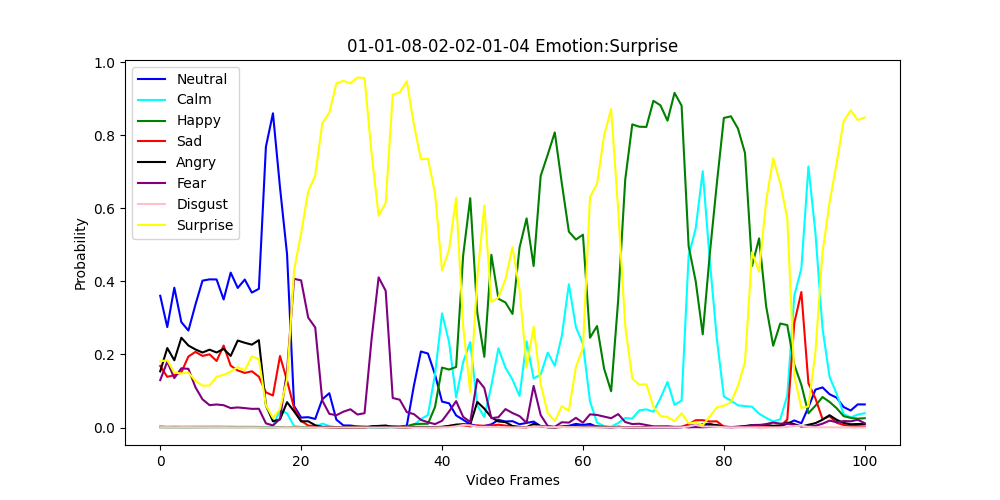 01-01-08-02-02-01-04 Emotion:Surprise
1.0
0.8
0.6
0.4
0.2
0.0
Probability
Neutral
Calm
Happy
Sad
Angry
Fear
Disgust
Surprise
0 20 40 60 80 100
Video Frames